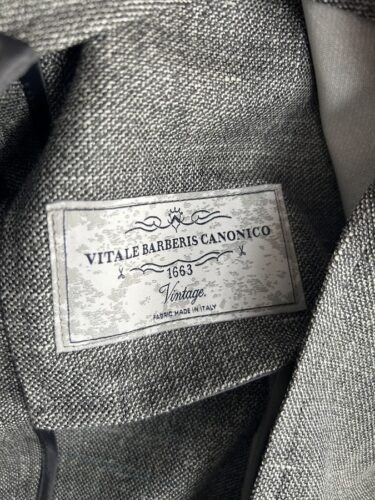 VITALE BARBERIS CANONICO
1663
Vintage.
FABRIC MADE IN ITALY